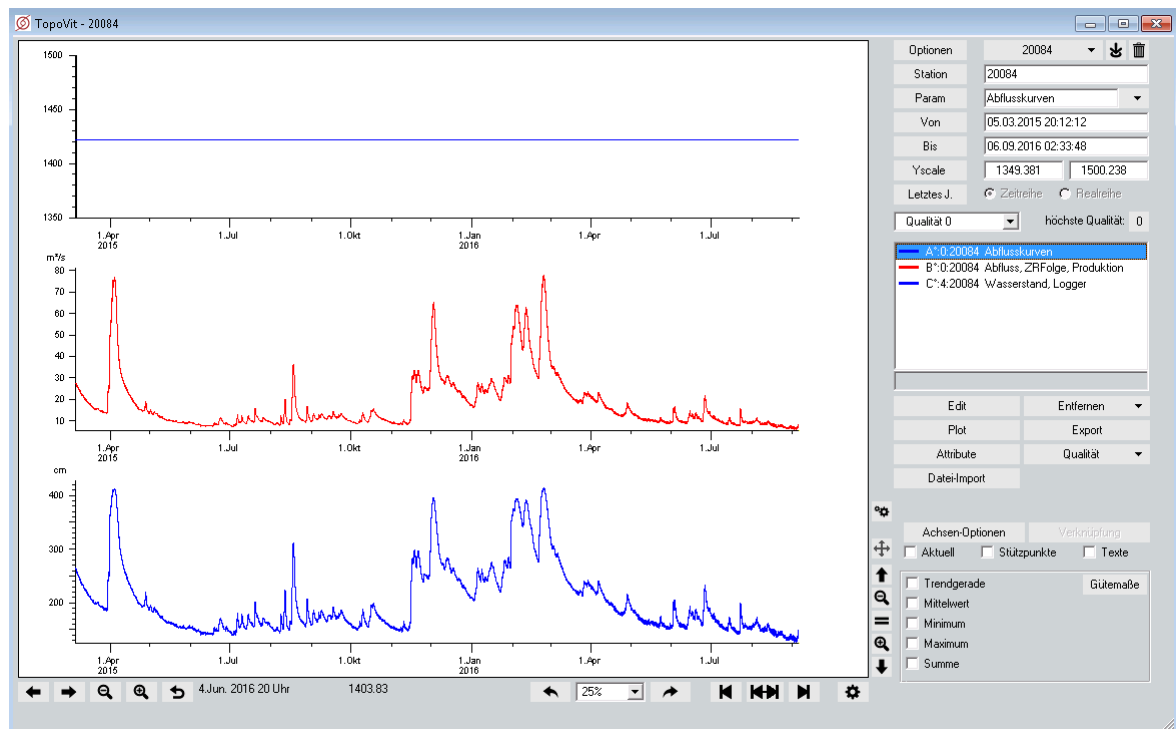 TopoVit - 20084
1500
1450
1400
1350
1.Apr 1.Jul 1.Okt 1.Jan 1.Apr 1.Jul
2015 2016
m³/s
80
70
60
50
40
30
20
10
1.Apr 1.Jul 1.Okt 1.Jan 1.Apr 1.Jul
2015 2016
cm
400
300
200
1.Apr 1.Jul 1.Okt 1.Jan 1.Apr 1.Jul
2015 2016
4.Jun. 2016 20 Uhr 1403.83 25%
Optionen 20084
Station 20084
Param Abflusskurven
Von 05.03.2015 20:12:12
Bis 06.09.2016 02:33:48
Yscale 1349.381 1500.238
Letztes J. Zeitreihe Realreihe
Qualität 0 höchste Qualität: 0
A*:0:20084 Abflusskurven
B*:0:20084 Abfluss, ZRFolge, Produktion
C*:4:20084 Wasserstand, Logger
Edit Entfernen
Plot Export
Attribute Qualität
Datei-Import
Achsen-Optionen Verknüpfung
Aktuell Stützpunkte Texte
Trendgerade Gütemaße
Mittelwert
Minimum
Maximum
Summe